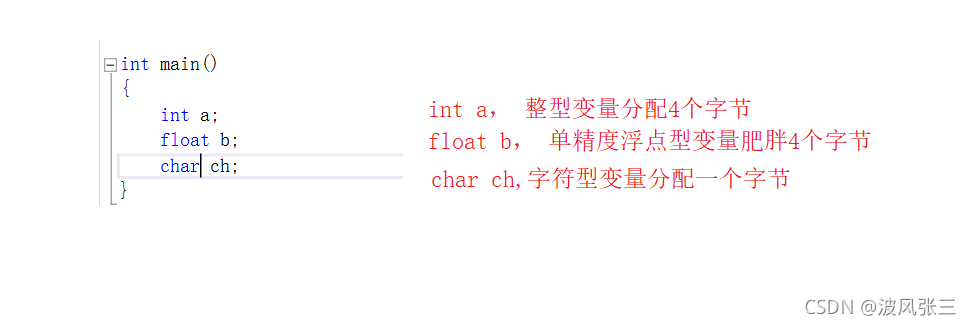 int main()
{
int a;
float b;
char ch;
}
int a， 整型变量分配4个字节
float b， 单精度浮点型变量肥胖4个字节
char ch,字符型变量分配一个字节
CSDN @波风张三